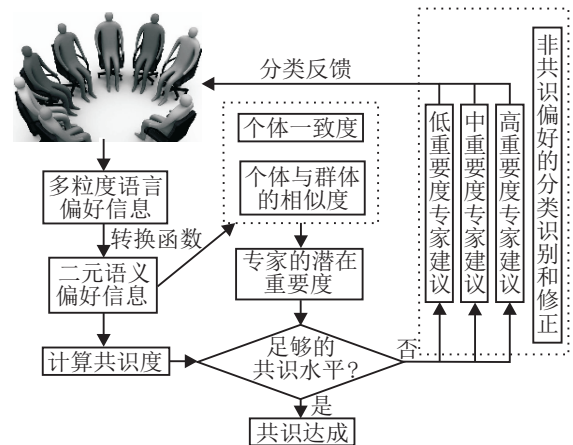 分类反馈
个体一致度
个体与群体
的相似度
多粒度语言
偏好信息
转换函数
二元语义
偏好信息
专家的潜在
重要度
计算共识度
足够的
共识水平?
否
是
共识达成
低重要度专家建议
中重要度专家建议
高重要度专家建议
非共识偏好的分类识别和修正